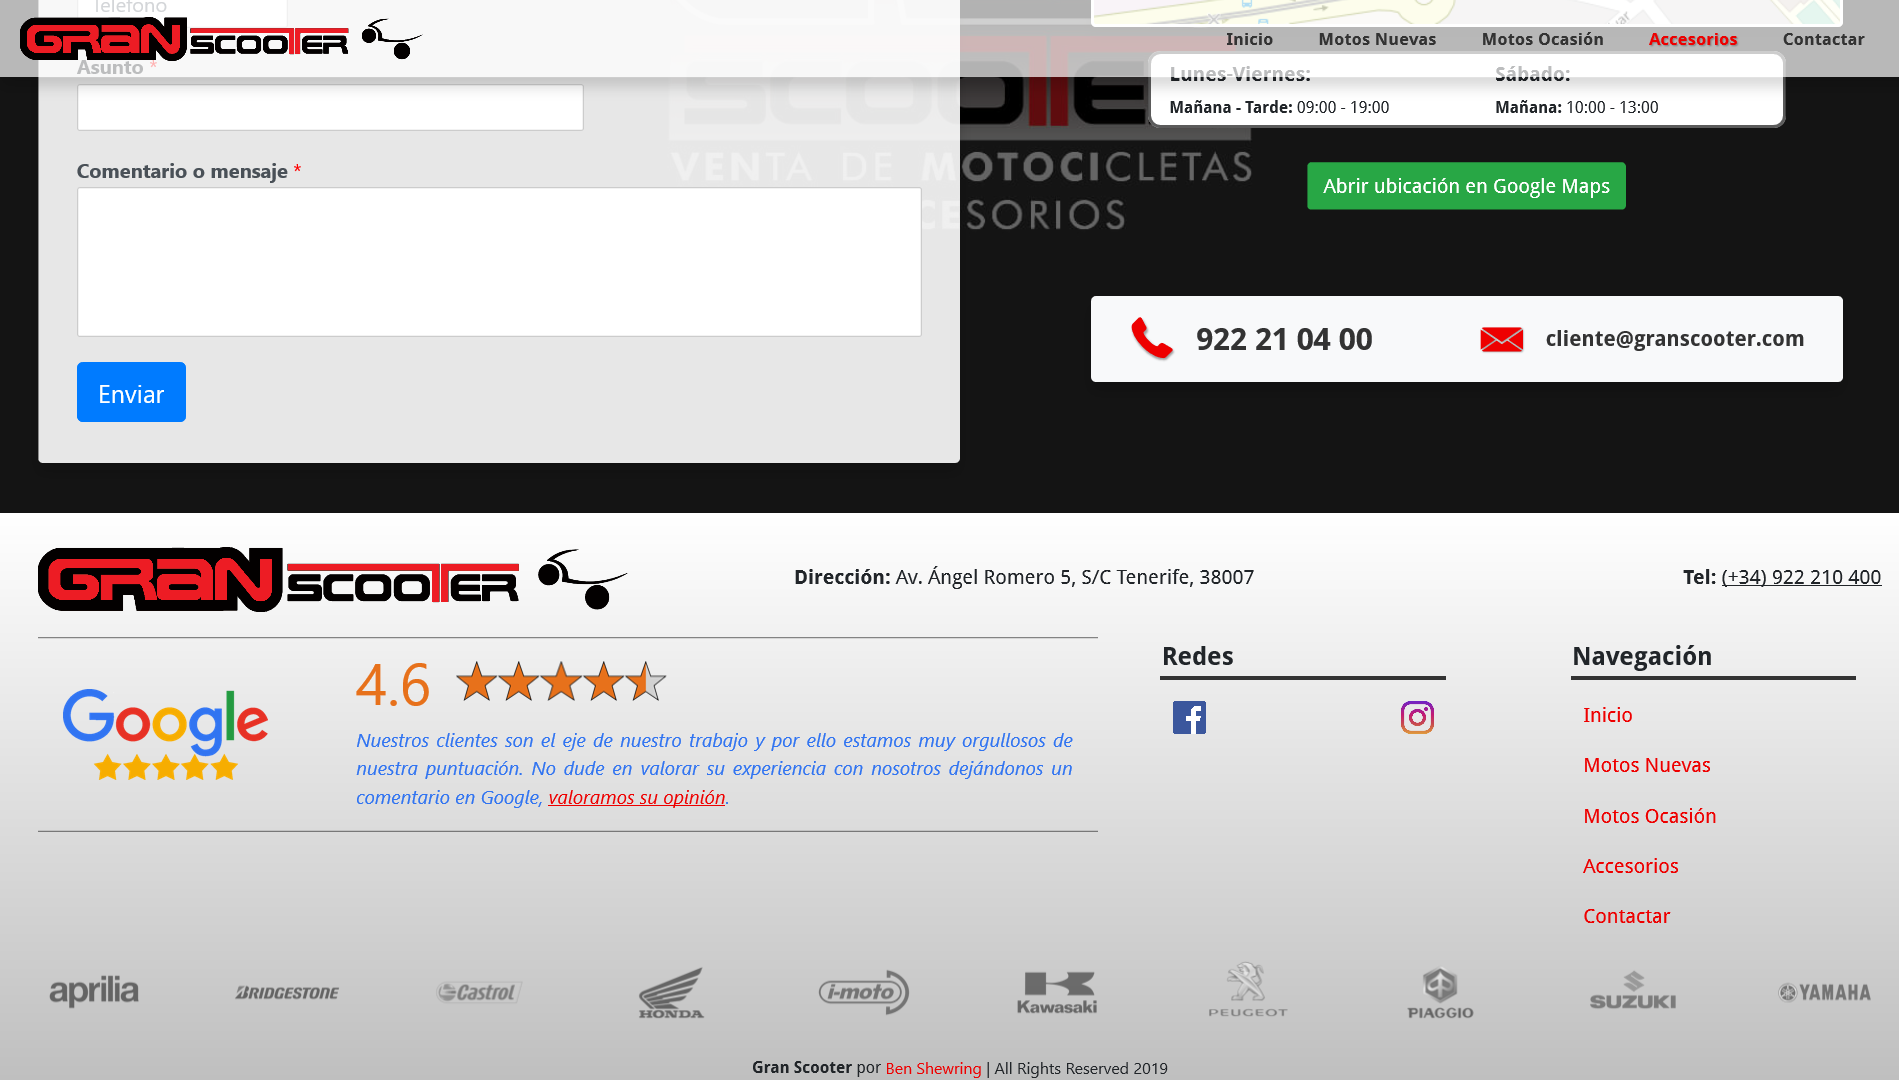 Teléfono
GRAN SCOOTER
Inicio
Motos Nuevas
Motos Ocasión
Accesorios
Contactar
Asunto *
Lunes-Viernes:
Sábado:
Mañana - Tarde: 09:00 - 19:00
Mañana: 10:00 - 13:00
SCOOTER
VENTA DE MOTOCICLETAS
CESORIOS
Comentario o mensaje *
Abrir ubicación en Google Maps
922 21 04 00
cliente@granscooter.com
Enviar
GRAN SCOOTER
Dirección: Av. Ángel Romero 5, S/C Tenerife, 38007
Tel: (+34) 922 210 400
Google
4.6
Nuestros clientes son el eje de nuestro trabajo y por ello estamos muy orgullosos de
nuestra puntuación. No dude en valorar su experiencia con nosotros dejándonos un
comentario en Google, valoramos su opinión.
Redes
Navegación
Inicio
Motos Nuevas
Motos Ocasión
Accesorios
Contactar
aprilia
BRIDGESTONE
Castrol
HONDA
i-moto
Kawasaki
PEUGEOT
PIAGGIO
SUZUKI
YAMAHA
Gran Scooter por Ben Shewring | All Rights Reserved 2019